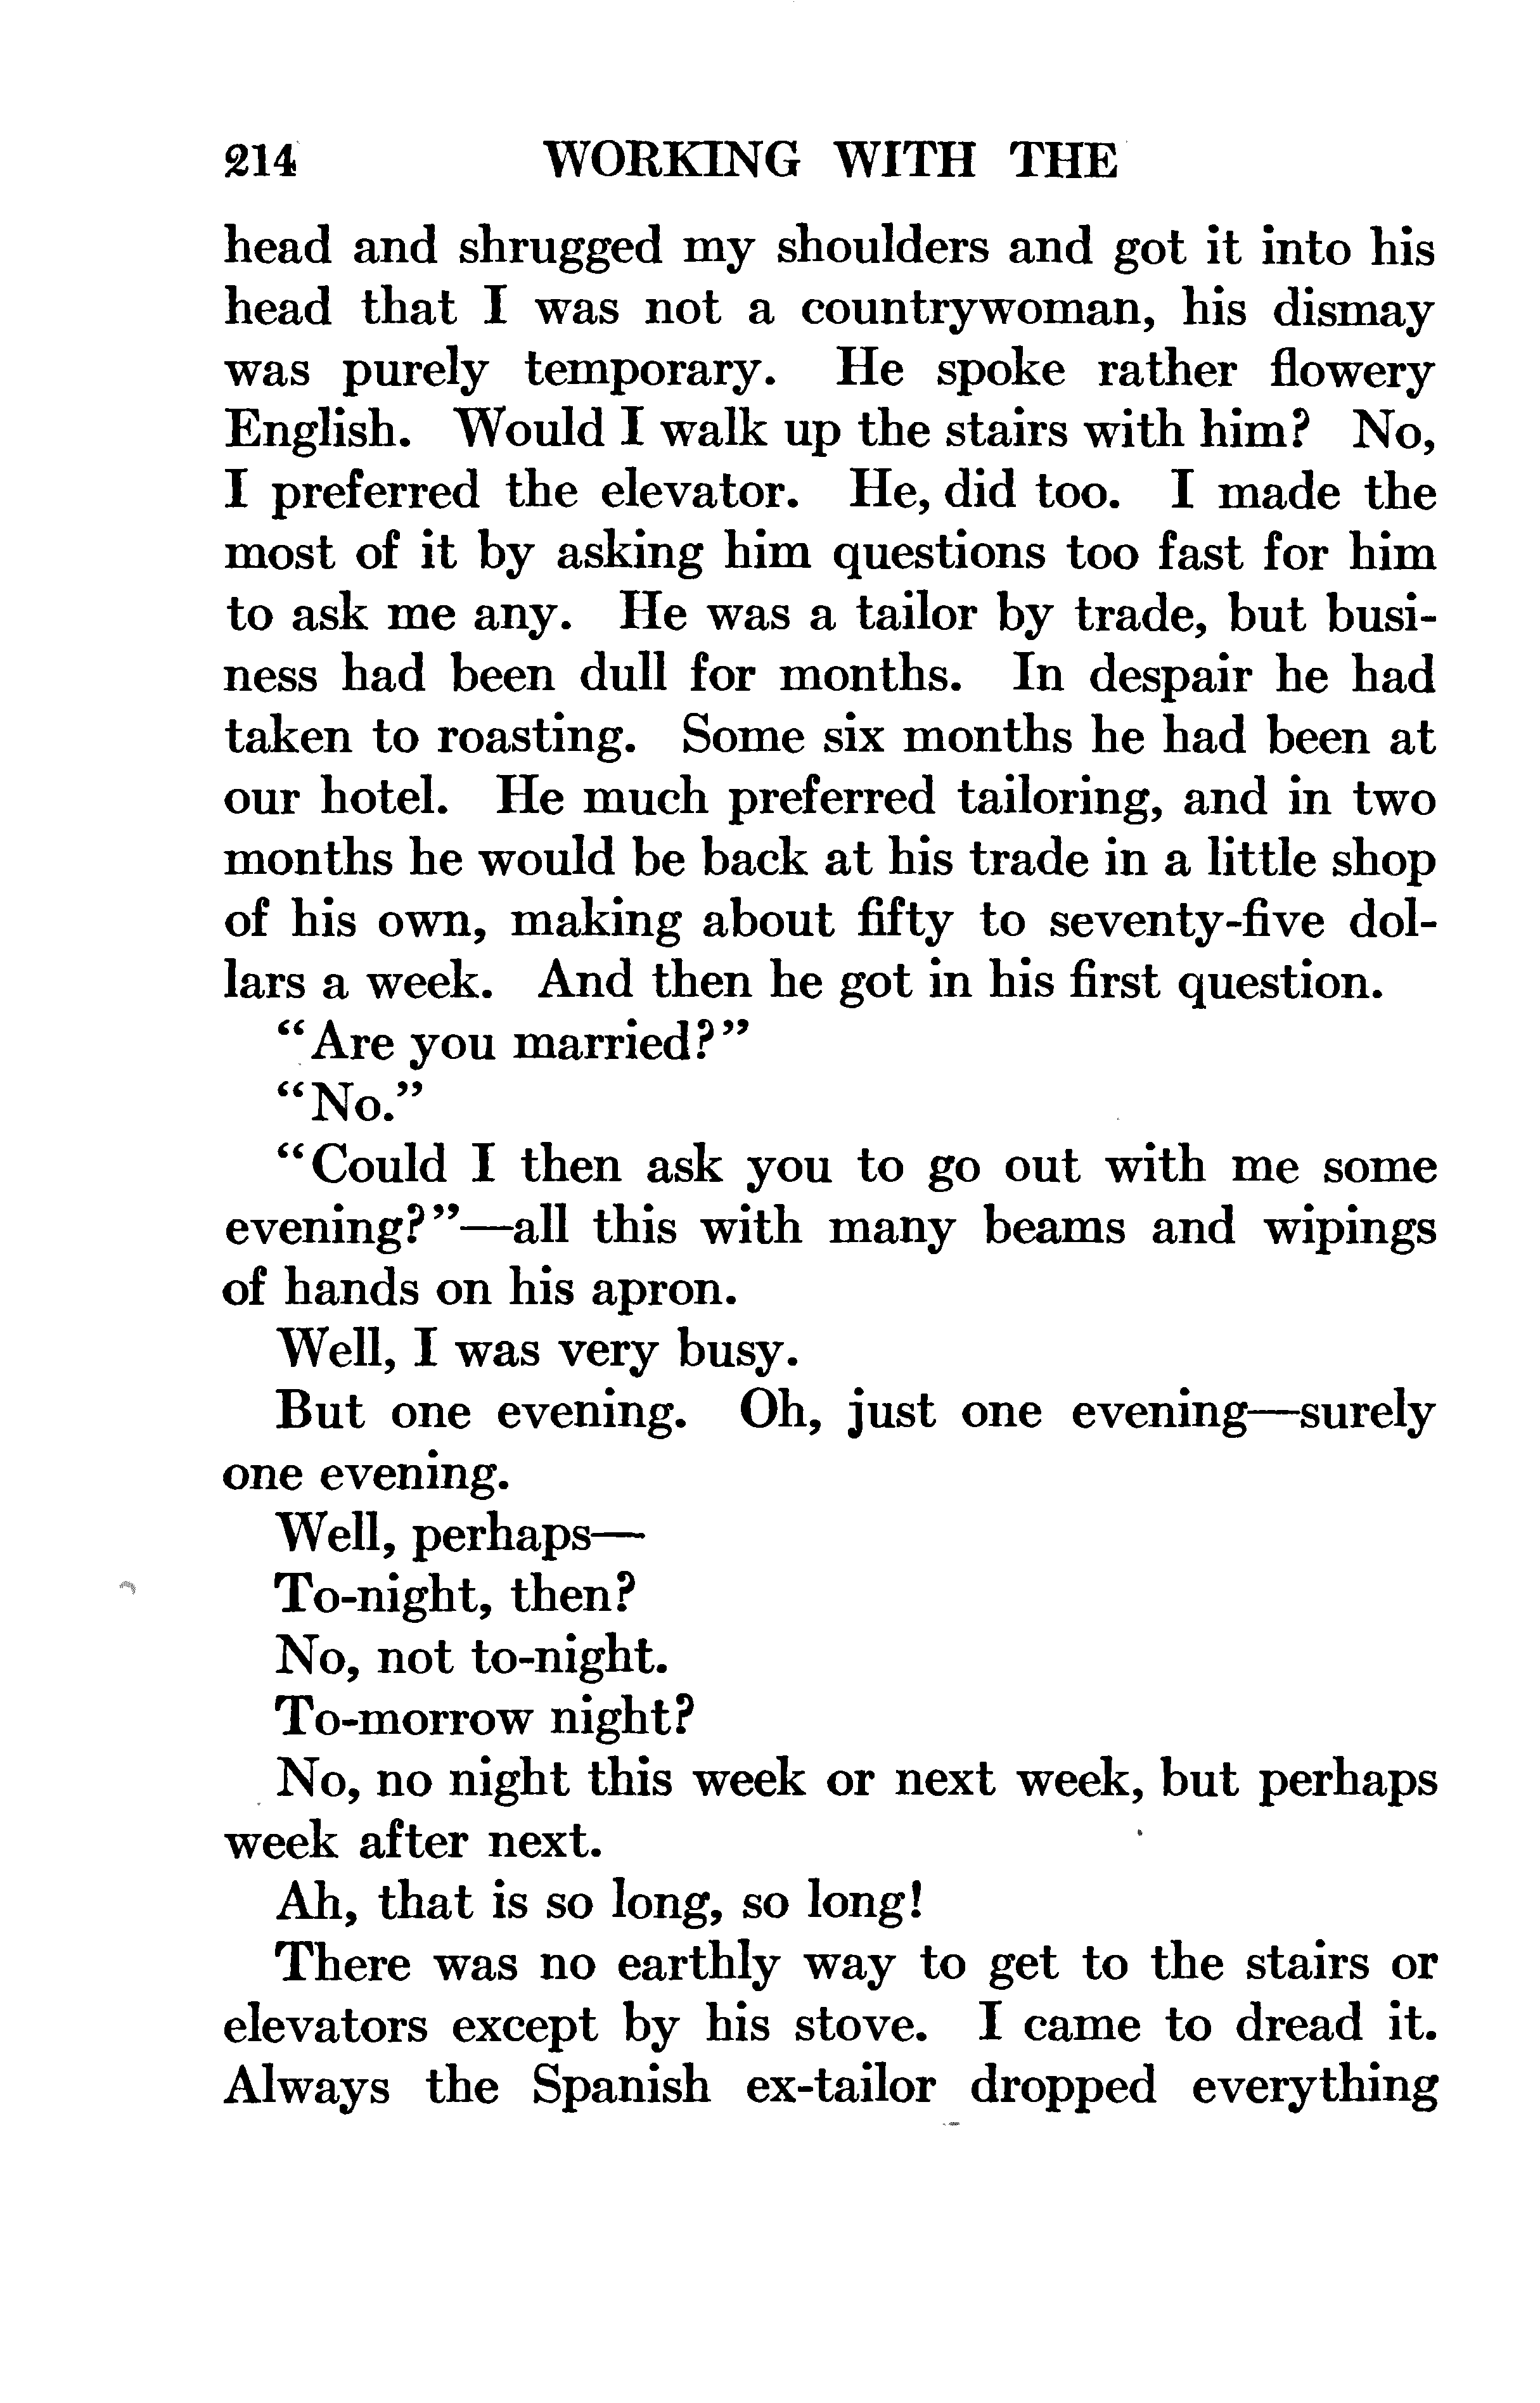 214 WORKING WITH THE
head and shrugged my shoulders and got it into his
head that I was not a countrywoman, his dismay
was purely temporary. He spoke rather flowery
English. Would I walk up the stairs with him? No,
I preferred the elevator. He, did too. I made the
most of it by asking him questions too fast for him
to ask me any. He was a tailor by trade, but busi-
ness had been dull for months. In despair he had
taken to roasting. Some six months he had been at
our hotel. He much preferred tailoring, and in two
months he would be back at his trade in a little shop
of his own, making about fifty to seventy-five dol-
lars a week. And then he got in his first question.
“Are you married?”
“No.”
“Could I then ask you to go out with me some
evening?”—all this with many beams and wipings
of hands on his apron.
Well, I was very busy.
But one evening. Oh, just one evening—surely
one evening.
Well, perhaps—
To-night, then?
No, not to-night.
To-morrow night?
No, no night this week or next week, but perhaps
week after next.
Ah, that is so long, so long!
There was no earthly way to get to the stairs or
elevators except by his stove. I came to dread it.
Always the Spanish ex-tailor dropped everything